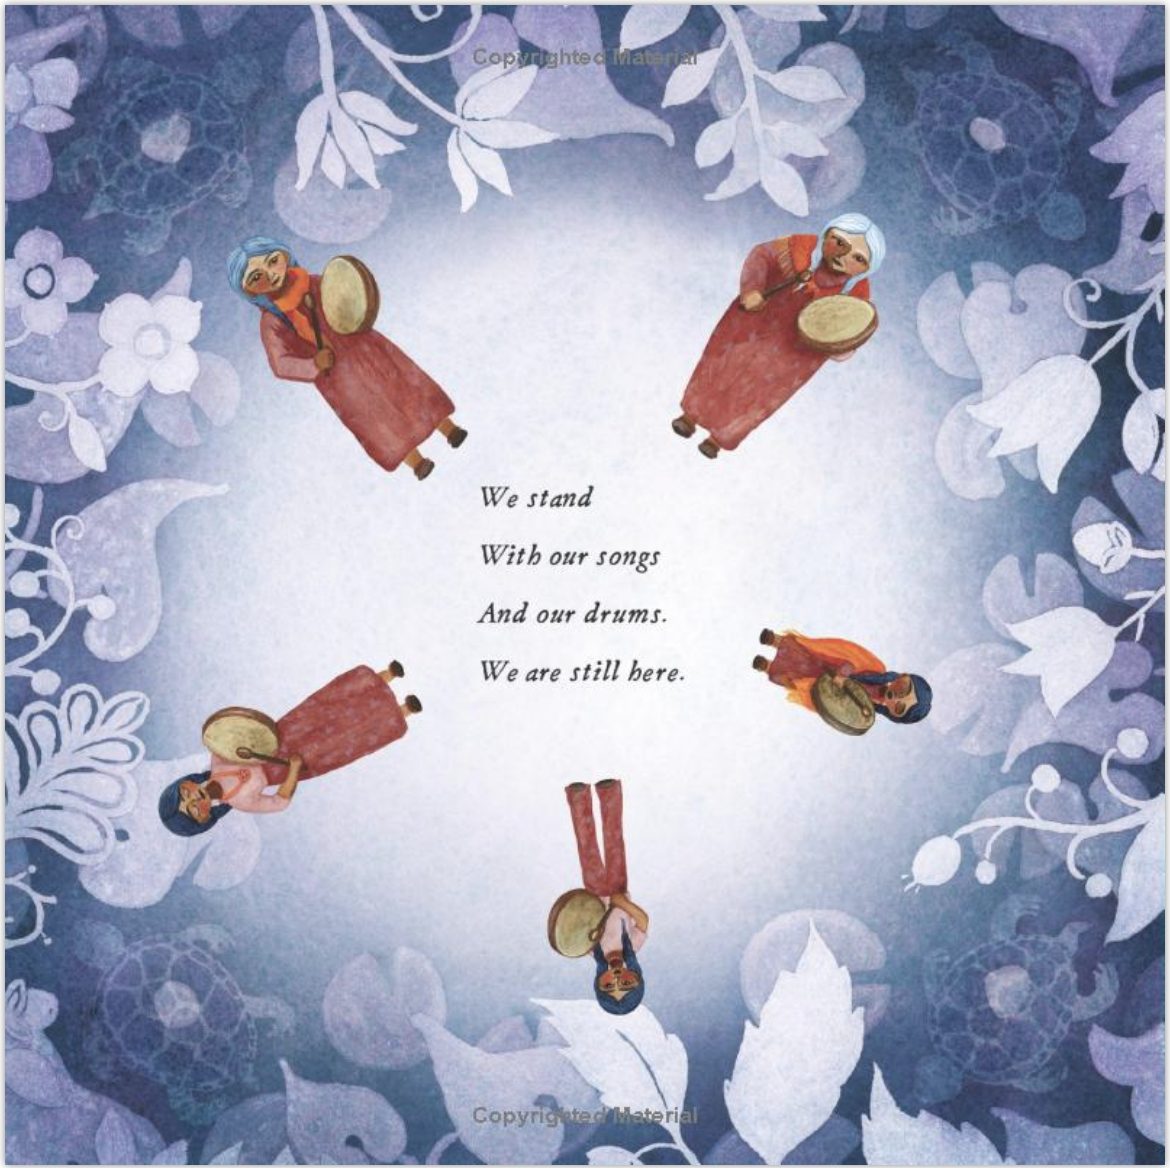 Copyrighted Material
We stand
With our songs
And our drums.
We are still here.
Copyrighted Material